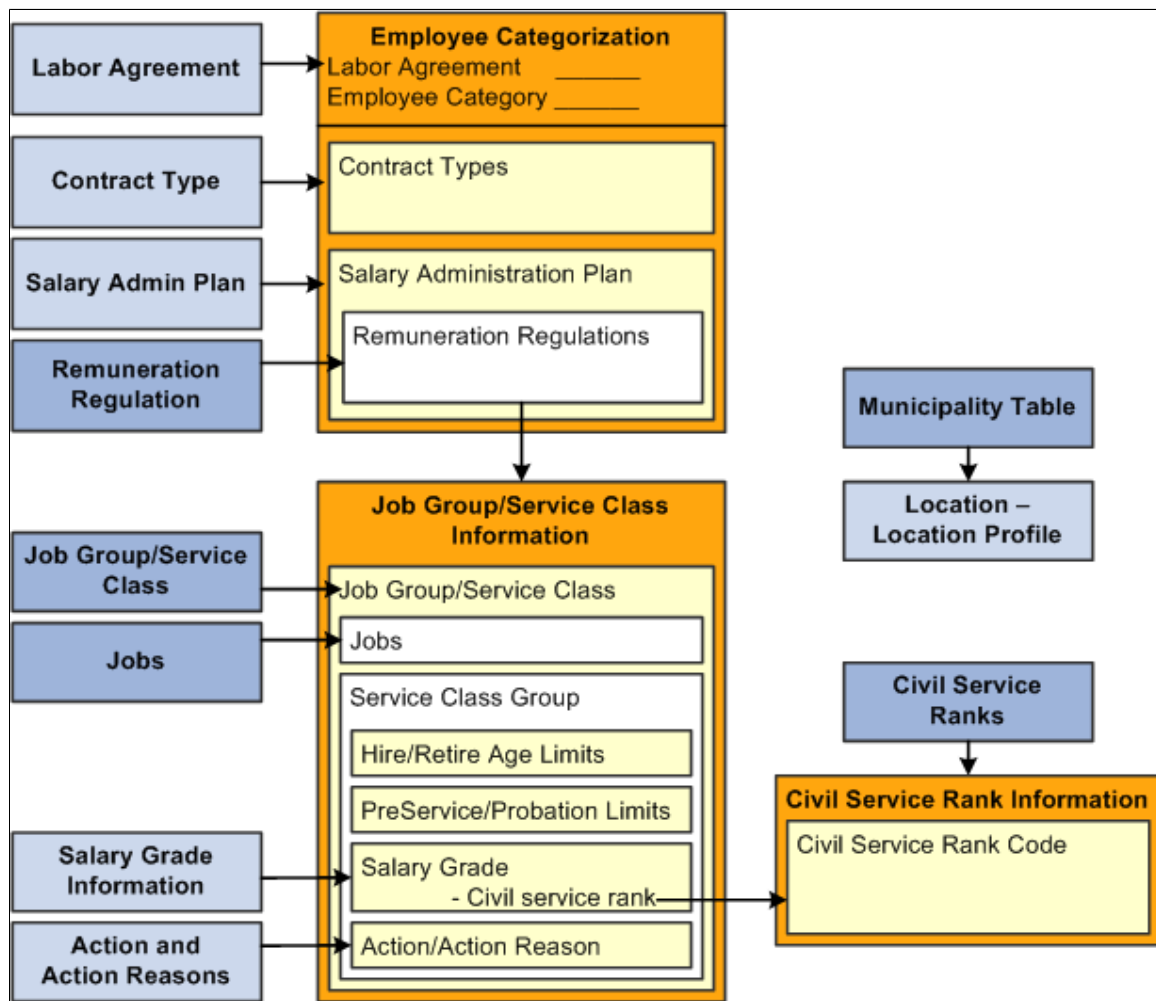 Labor Agreement
Employee Categorization
Labor Agreement ______
Employee Category ______
Contract Type
Contract Types
Salary Admin Plan
Salary Administration Plan
Remuneration
Regulation
Remuneration Regulations
Municipality Table
Location –
Location Profile
Job Group/Service Class
Information
Job Group/Service
Class
Job Group/Service Class
Jobs
Jobs
Service Class Group
Hire/Retire Age Limits
PreService/Probation Limits
Salary Grade
Information
Salary Grade
- Civil service rank
Action and
Action Reasons
Action/Action Reason
Civil Service
Ranks
Civil Service Rank Information
Civil Service Rank Code